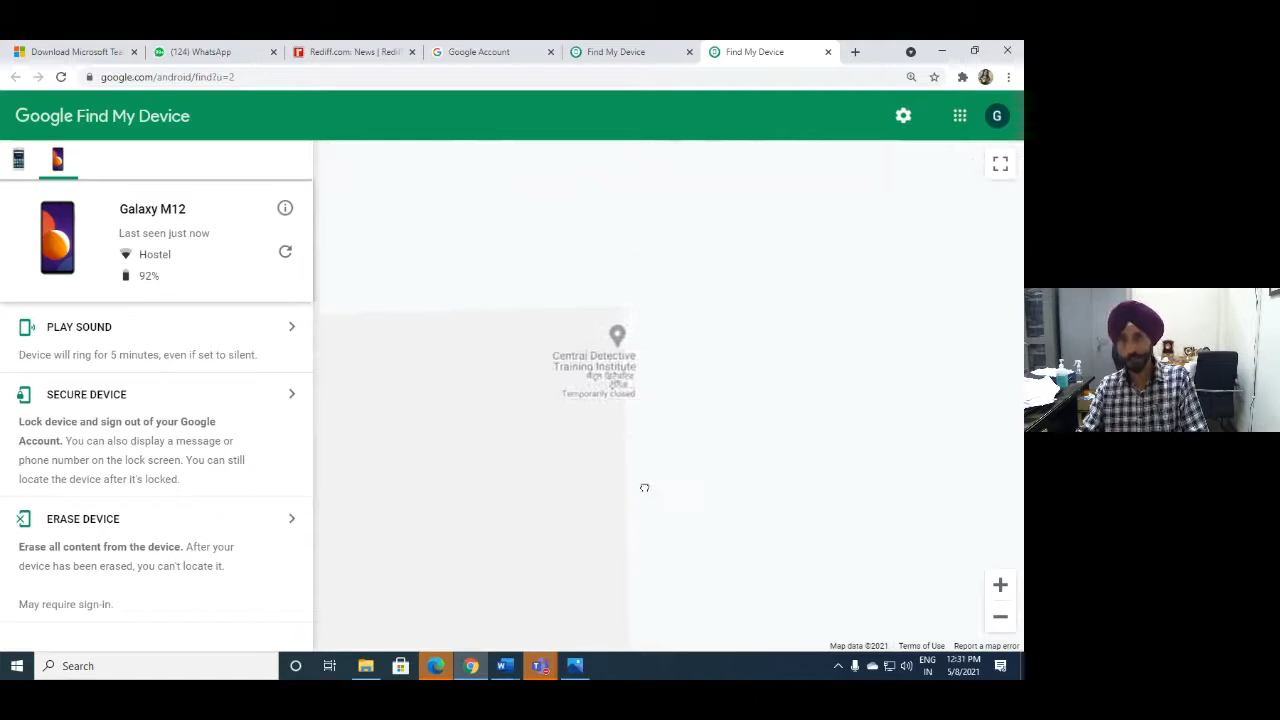 Download Microsoft Tea
(124) WhatsApp
Rediff.com: News | Rediff
Google Account
Find My Device
Find My Device
google.com/android/find?u=2
Google Find My Device
G
Galaxy M12
Last seen just now
Hostel
92%
PLAY SOUND
Device will ring for 5 minutes, even if set to silent.
SECURE DEVICE
Lock device and sign out of your Google
Account. You can also display a message or
phone number on the lock screen. You can still
locate the device after it's locked.
ERASE DEVICE
Erase all content from the device. After your
device has been erased, you can't locate it.
May require sign-in.
Central Detective
Training Institute
Temporarily closed
Map data ©2021
Terms of Use
Report a map error
Search
ENG
IN
12:31 PM
5/8/2021